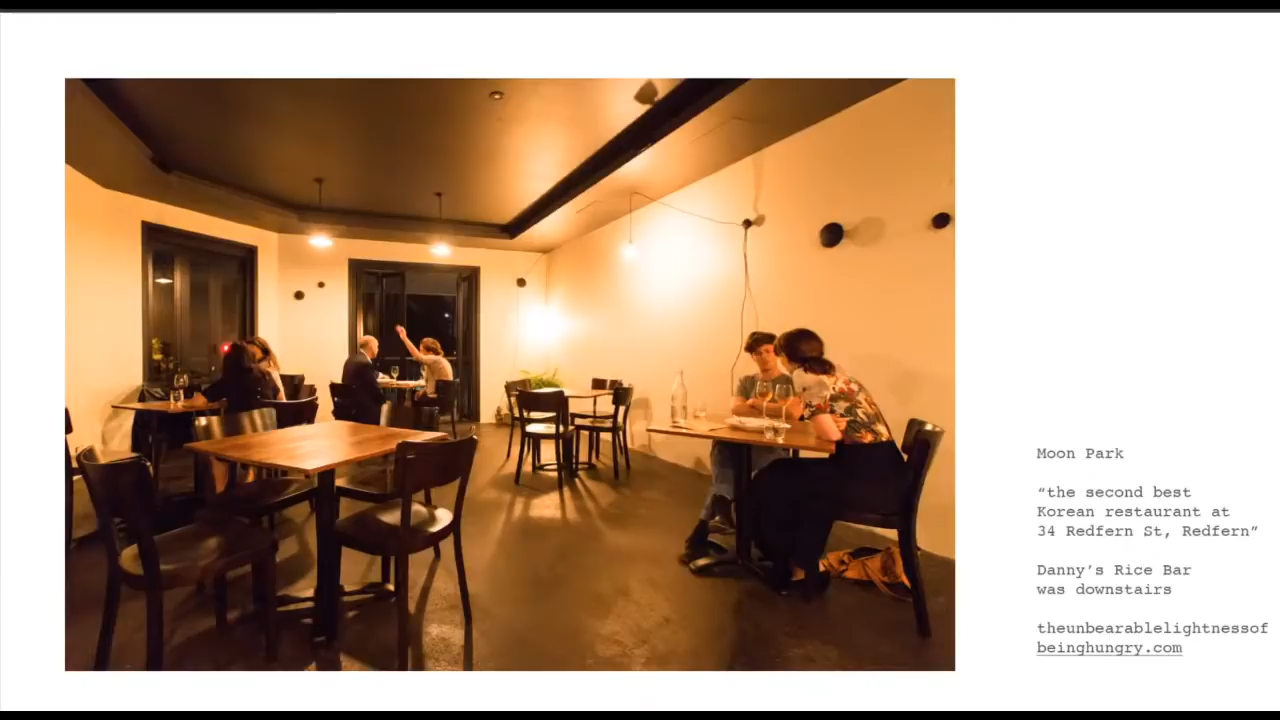 Moon Park
“the second best
Korean restaurant at
34 Redfern St, Redfern”
Danny’s Rice Bar
was downstairs
theunbearablelightnessof
beinghungry.com